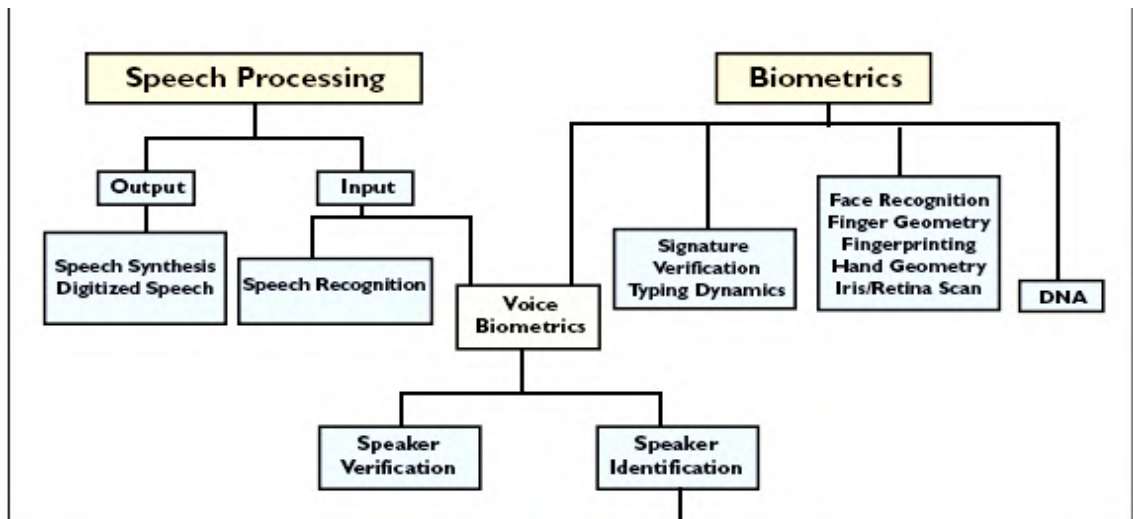 Speech Processing
Biometrics
Output
Input
Speech Synthesis
Digitized Speech
Speech Recognition
Voice
Biometrics
Signature
Verification
Typing Dynamics
Face Recognition
Finger Geometry
Fingerprinting
Hand Geometry
Iris/Retina Scan
DNA
Speaker
Verification
Speaker
Identification